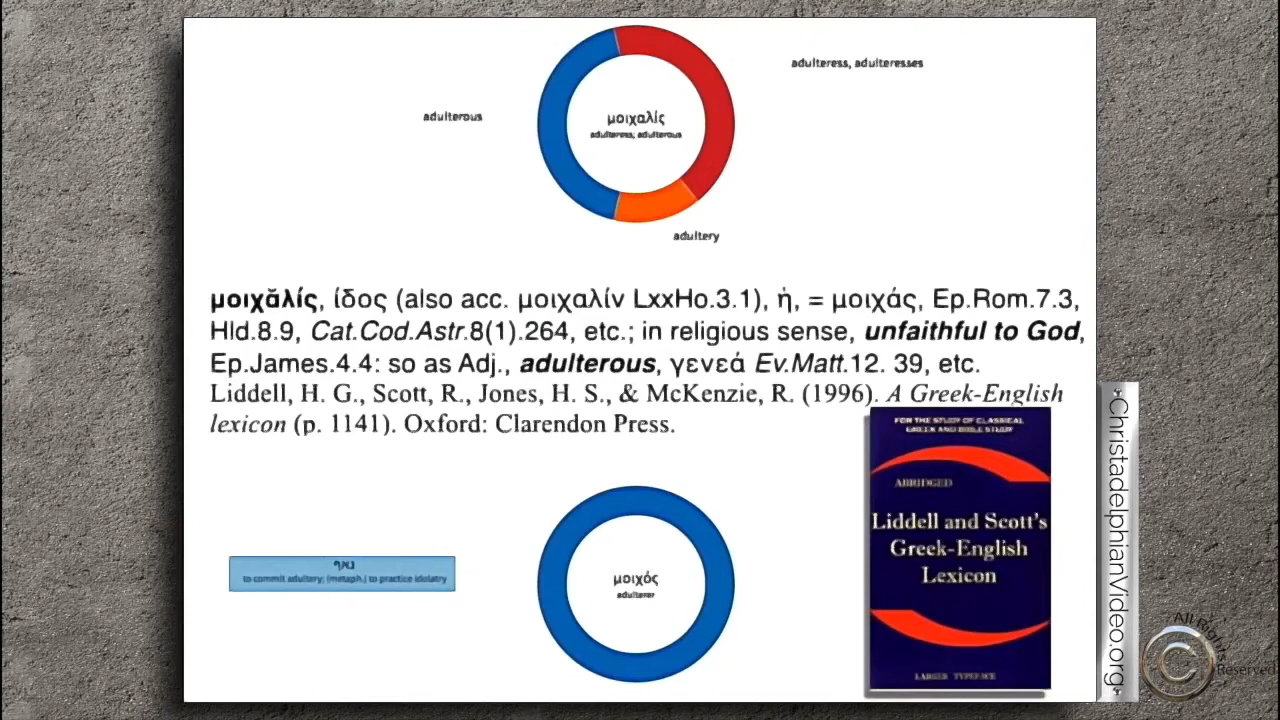 adulteress, adulteresses
adulterous
μοιχαλίς
adulteress; adulterous
adultery
μοιχᾰλίς, ίδος (also acc. μοιχαλίν LxxHo.3.1), ἡ, = μοιχάς, Ep.Rom.7.3,
Hld.8.9, Cat.Cod.Astr.8(1).264, etc.; in religious sense, unfaithful to God,
Ep.James.4.4: so as Adj., adulterous, γενεά Ev.Matt.12. 39, etc.
Liddell, H. G., Scott, R., Jones, H. S., & McKenzie, R. (1996). A Greek-English
lexicon (p. 1141). Oxford: Clarendon Press.
FOR THE STUDY OF CLASSICAL
GREEK AND BIBLE STUDY
ABRIDGED
Liddell and Scott's
Greek-English
Lexicon
LARGER TYPEFACE
נאף
to commit adultery; (metaph.) to practice idolatry
μοιχός
adulterer
ChristadelphianVideo.org
All Rights
C
Reserved